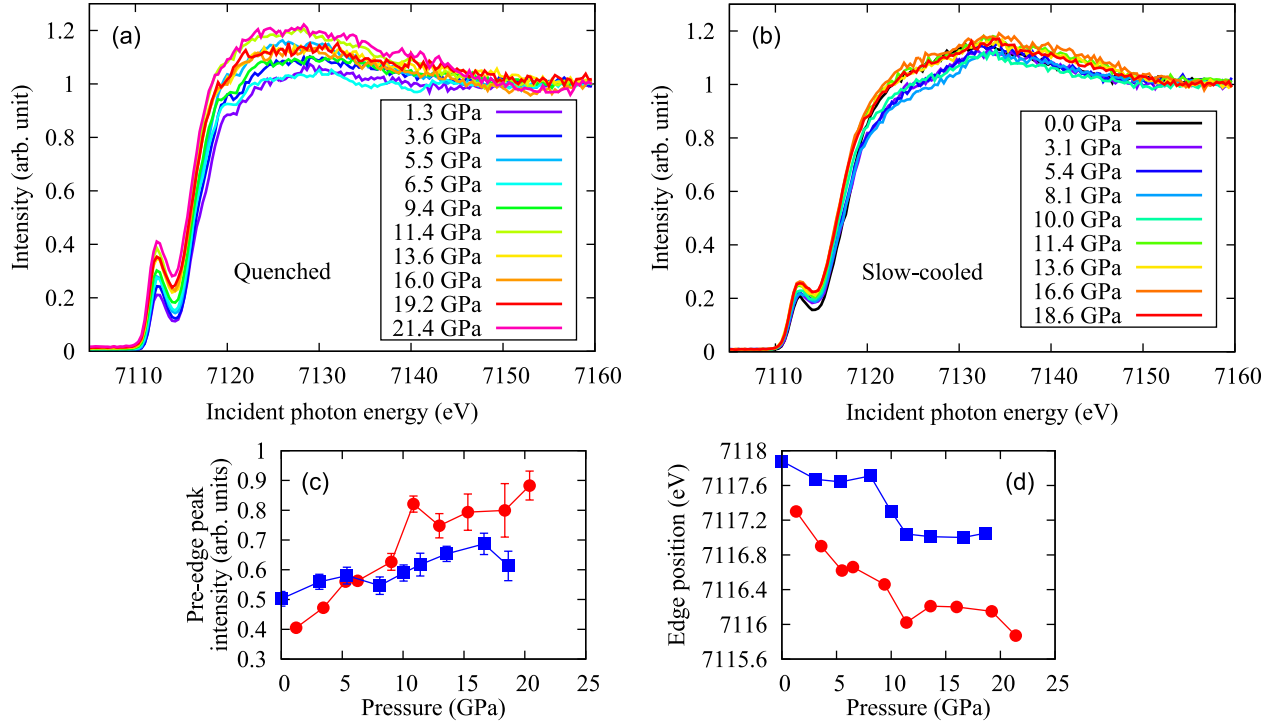 (a)
Intensity (arb. unit)
1.2
1
0.8
0.6
0.4
0.2
0
1.3 GPa
3.6 GPa
5.5 GPa
6.5 GPa
9.4 GPa
11.4 GPa
13.6 GPa
16.0 GPa
19.2 GPa
21.4 GPa
Quenched
7110 7120 7130 7140 7150 7160
Incident photon energy (eV)
(b)
Intensity (arb. unit)
1.2
1
0.8
0.6
0.4
0.2
0
0.0 GPa
3.1 GPa
5.4 GPa
8.1 GPa
10.0 GPa
11.4 GPa
13.6 GPa
16.6 GPa
18.6 GPa
Slow-cooled
7110 7120 7130 7140 7150 7160
Incident photon energy (eV)
(c)
Pre-edge peak
intensity (arb. units)
1
0.9
0.8
0.7
0.6
0.5
0.4
0.3
0 5 10 15 20 25
Pressure (GPa)
(d)
Edge position (eV)
7118
7117.6
7117.2
7116.8
7116.4
7116
7115.6
0 5 10 15 20 25
Pressure (GPa)